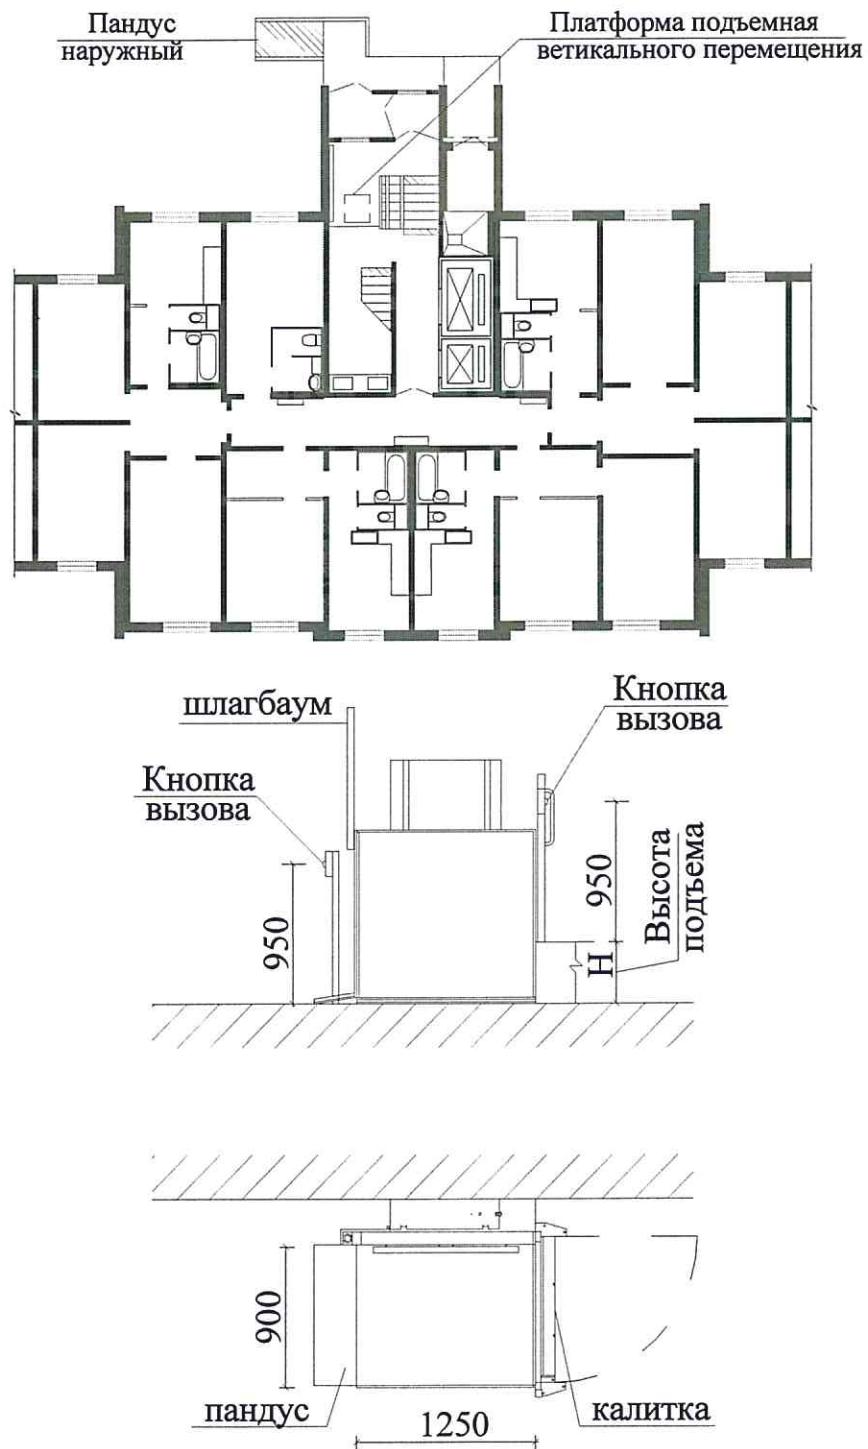 Пандус
наружный
Платформа подъемная
ветикального перемещения
шлагбаум
Кнопка
вызова
Кнопка
вызова
950
950
Н
Высота
подъема
900
пандус
1250
калитка